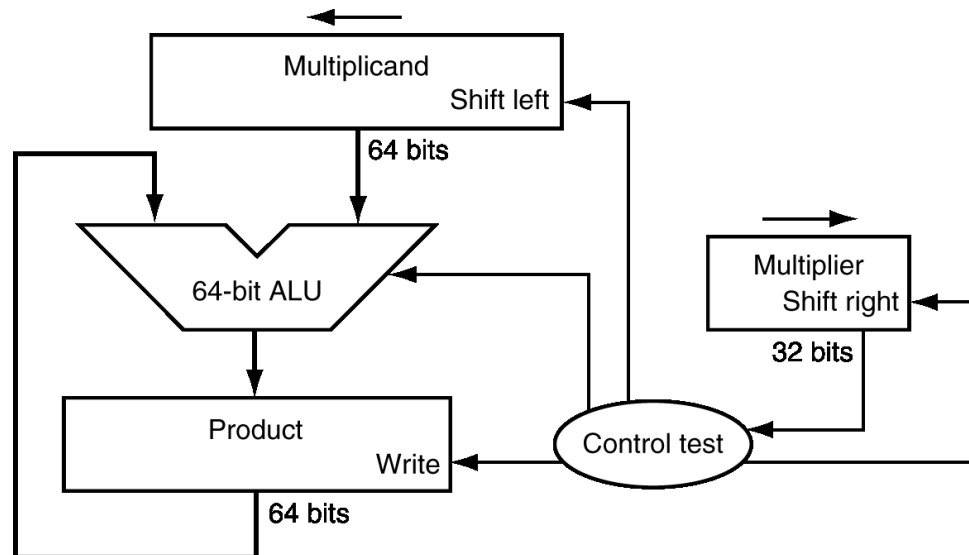 Multiplicand
Shift left
64 bits
64-bit ALU
Multiplier
Shift right
32 bits
Product
Write
Control test
64 bits